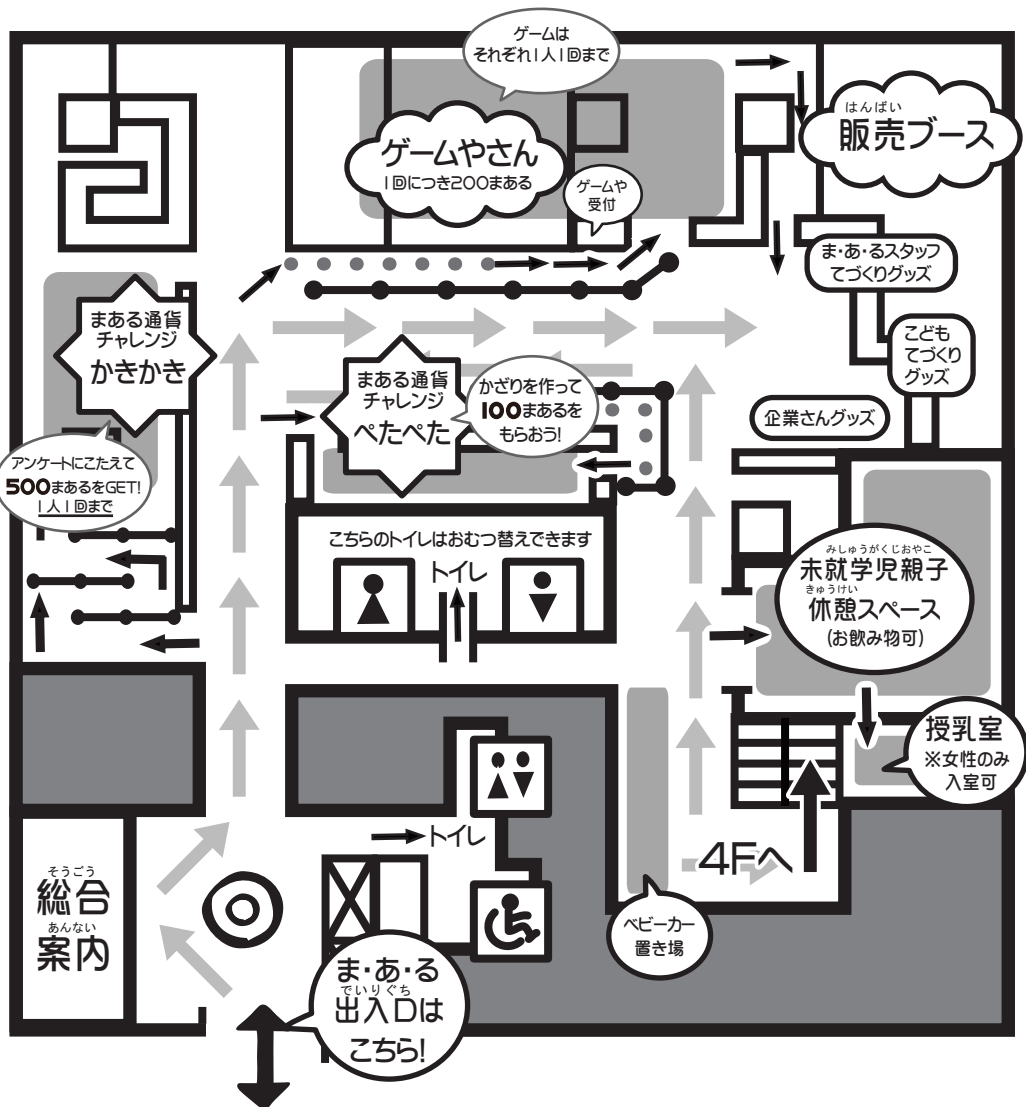 ゲームは
それぞれ1人1回まで
ゲームやさん
1回につき200まある
ゲームや
受付
はんばい
販売ブース
ま・あ・るスタッフ
てづくりグッズ
こども
てづくり
グッズ
企業さんグッズ
まある通貨
チャレンジ
かきかき
アンケートにこたえて
500まあるをGET!
1人1回まで
まある通貨
チャレンジ
ぺたぺた
かざりを作って
100まあるを
もらおう!
こちらのトイレはおむつ替えできます
トイレ
みしゅうがくじおやこ
未就学児親子
きゅうけい
休憩スペース
(お飲み物可)
授乳室
※女性のみ
入室可
4Fへ
トイレ
ベビーカー
置き場
そうごう
総合
あんない
案内
ま・あ・る
でいりぐち
出入口は
こちら!